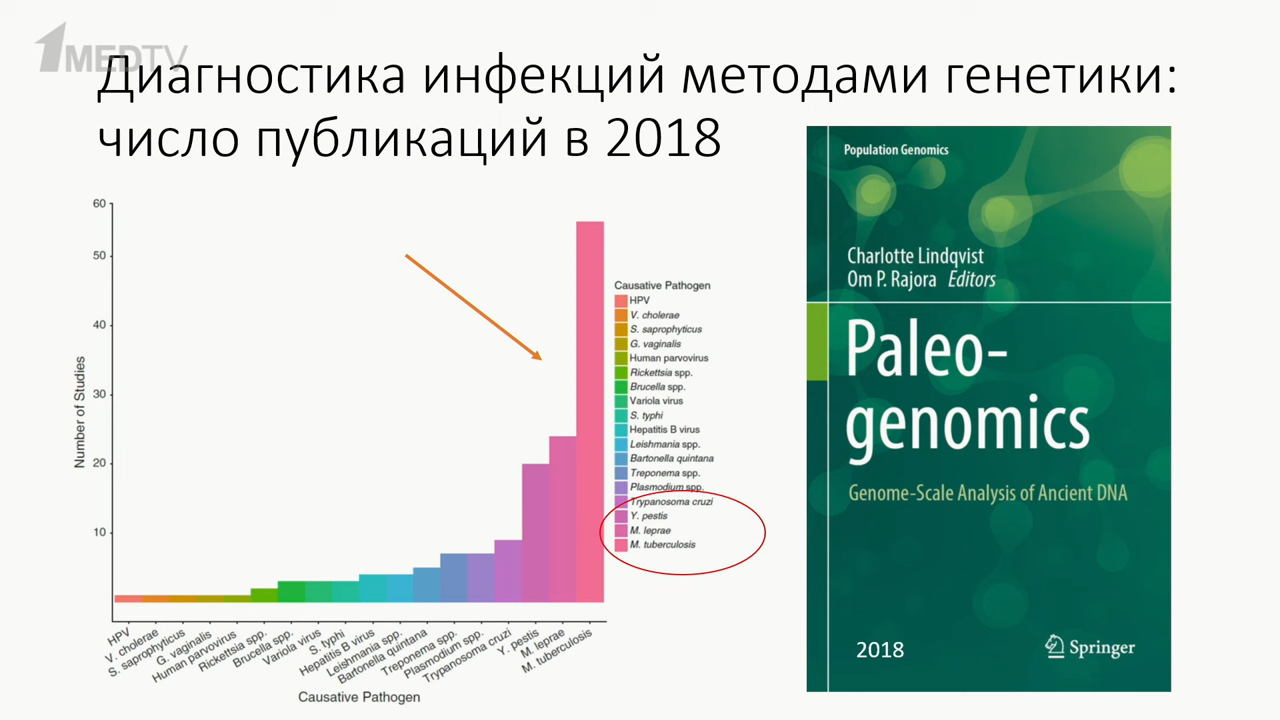 1MEDTV
Диагностика инфекций методами генетики:
число публикаций в 2018
60
50
40
30
20
10
Number of Studies
HPV
V. cholerae
S. saprophyticus
G. vaginalis
Human parvovirus
Rickettsia spp.
Brucella spp.
Variola virus
S. typhi
Hepatitis B virus
Leishmania spp.
Bartonella quintana
Treponema spp.
Plasmodium spp.
Trypanosoma cruzi
Y. pestis
M. leprae
M. tuberculosis
Causative Pathogen
Causative Pathogen
HPV
V. cholerae
S. saprophyticus
G. vaginalis
Human parvovirus
Rickettsia spp.
Brucella spp.
Variola virus
S. typhi
Hepatitis B virus
Leishmania spp.
Bartonella quintana
Treponema spp.
Plasmodium spp.
Trypanosoma cruzi
Y. pestis
M. leprae
M. tuberculosis
Population Genomics
Charlotte Lindqvist
Om P. Rajora Editors
Paleo-
genomics
Genome-Scale Analysis of Ancient DNA
2018
Springer